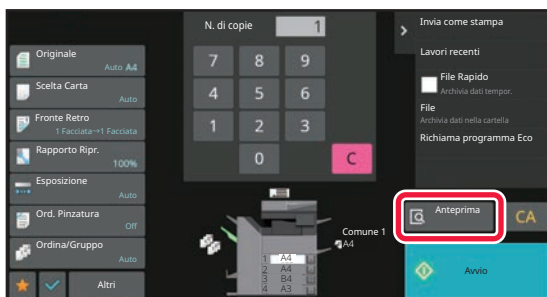 Originale
Auto A4
Scelta Carta
Auto
Fronte Retro
1 Facciata→1 Facciata
Rapporto Ripr.
100%
Esposizione
Auto
Ord. Pinzatura
Off
Ordina/Gruppo
Auto
Altri
N. di copie 1
7 8 9
4 5 6
1 2 3
0 C
Comune 1
A4
1 A4
2 A4
3 B4
4 A3
Invia come stampa
Lavori recenti
File Rapido
Archivia dati tempor.
File
Archivia dati nella cartella
Richiama programma Eco
Anteprima
CA
Avvio